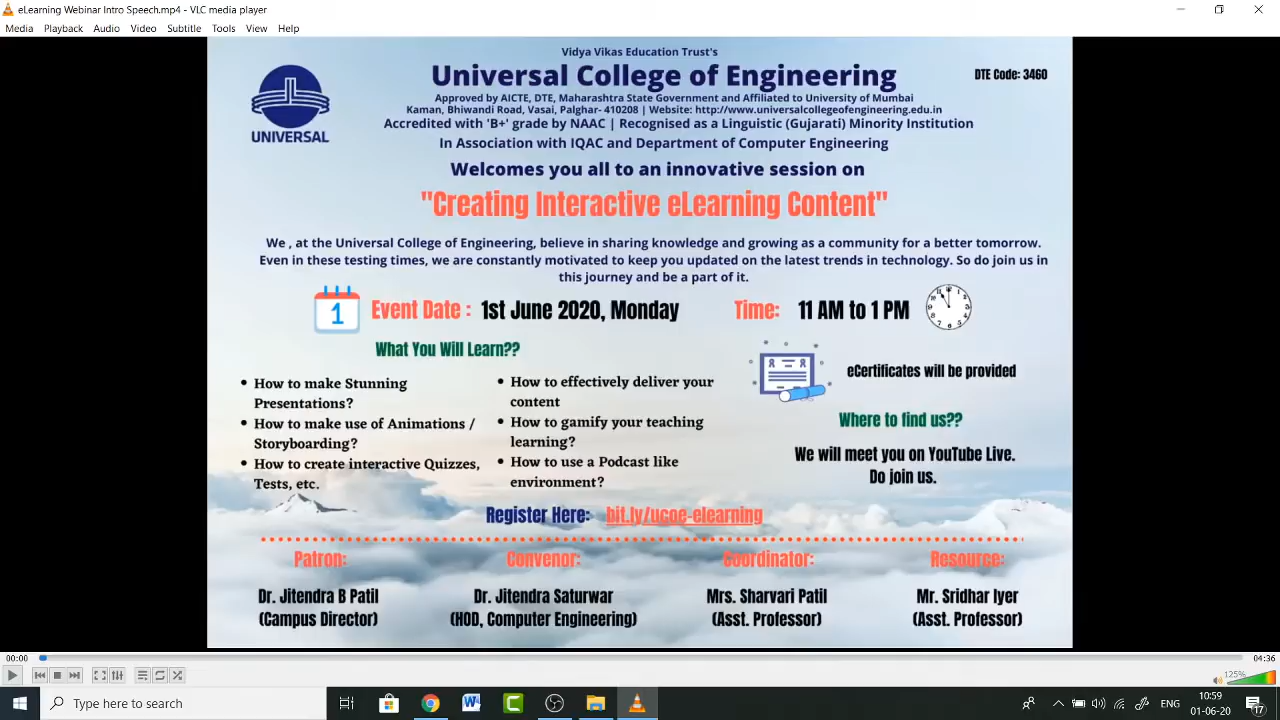 eLearning Webinar Intro Speech.mp4 - VLC media player
Media Playback Audio Video Subtitle Tools View Help
Vidya Vikas Education Trust's
Universal College of Engineering
DTE Code: 3460
Approved by AICTE, DTE, Maharashtra State Government and Affiliated to University of Mumbai
Kaman, Bhiwandi Road, Vasai, Palghar- 410208 | Website: http://www.universalcollegeofengineering.edu.in
Accredited with 'B+' grade by NAAC | Recognised as a Linguistic (Gujarati) Minority Institution
UNIVERSAL
In Association with IQAC and Department of Computer Engineering
Welcomes you all to an innovative session on
"Creating Interactive eLearning Content"
We , at the Universal College of Engineering, believe in sharing knowledge and growing as a community for a better tomorrow.
Even in these testing times, we are constantly motivated to keep you updated on the latest trends in technology. So do join us in
this journey and be a part of it.
1 Event Date : 1st June 2020, Monday Time: 11 AM to 1 PM
What You Will Learn??
• How to make Stunning
Presentations?
• How to make use of Animations /
Storyboarding?
• How to create interactive Quizzes,
Tests, etc.
• How to effectively deliver your
content
• How to gamify your teaching
learning?
• How to use a Podcast like
environment?
eCertificates will be provided
Where to find us??
We will meet you on YouTube Live.
Do join us.
Register Here: bit.ly/ucoe-elearning
Patron: Convenor: Coordinator: Resource:
Dr. Jitendra B Patil Dr. Jitendra Saturwar Mrs. Sharvari Patil Mr. Sridhar Iyer
(Campus Director) (HOD, Computer Engineering) (Asst. Professor) (Asst. Professor)
00:00 04:36
125%
Type here to search
ENG
10:59
01-06-20
17